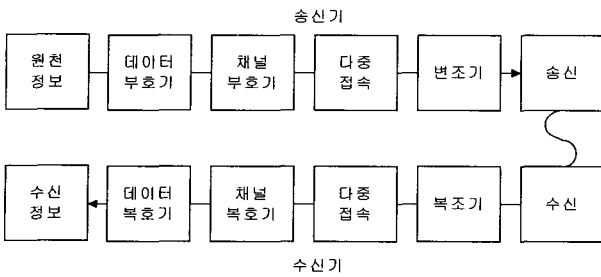 송신기
원천
정보
데이터
부호기
채널
부호기
다중
접속
변조기
송신
수신
정보
데이터
복호기
채널
복호기
다중
접속
복조기
수신
수신기